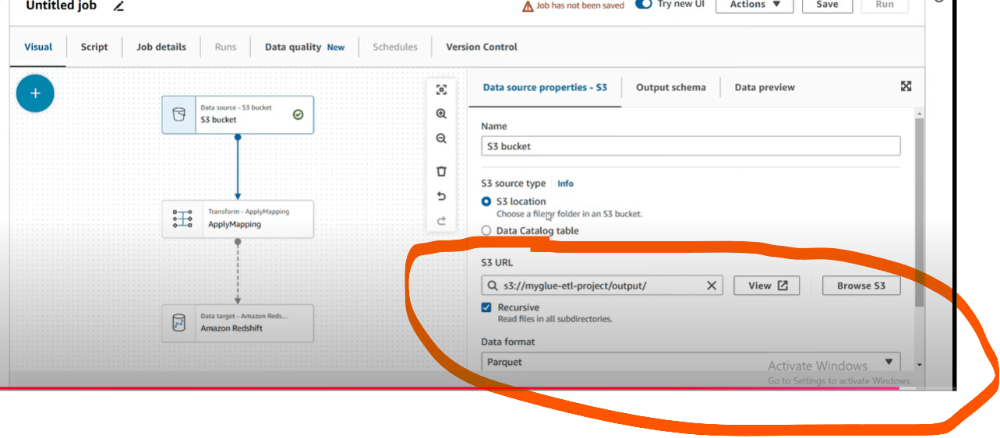 Untitled job
Job has not been saved
Try new UI
Actions
Save
Run
Visual
Script
Job details
Runs
Data quality New
Schedules
Version Control
Data source - S3 bucket
S3 bucket
Transform - ApplyMapping
ApplyMapping
Data target - Amazon Reds...
Amazon Redshift
Data source properties - S3
Output schema
Data preview
Name
S3 bucket
S3 source type
Info
S3 location
Choose a file or folder in an S3 bucket.
Data Catalog table
S3 URL
s3://myglue-etl-project/output/
View
Browse S3
Recursive
Read files in all subdirectories.
Data format
Parquet
Activate Windows
Go to Settings to activate Windows.